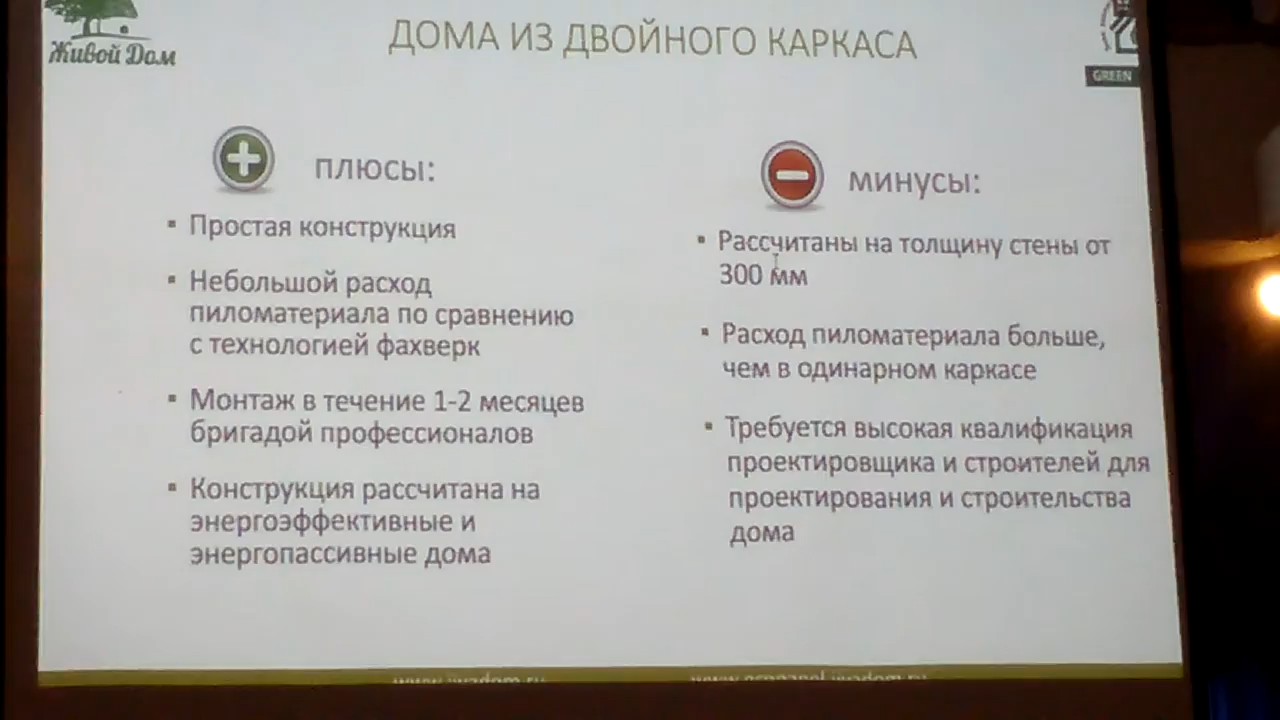 Живой Дом
ДОМА ИЗ ДВОЙНОГО КАРКАСА
GREEN
плюсы:
▪ Простая конструкция
▪ Небольшой расход
пиломатериала по сравнению
с технологией фахверк
▪ Монтаж в течение 1-2 месяцев
бригадой профессионалов
▪ Конструкция рассчитана на
энергоэффективные и
энергопассивные дома
минусы:
▪ Рассчитаны на толщину стены от
300 мм
▪ Расход пиломатериала больше,
чем в одинарном каркасе
▪ Требуется высокая квалификация
проектировщика и строителей для
проектирования и строительства
дома